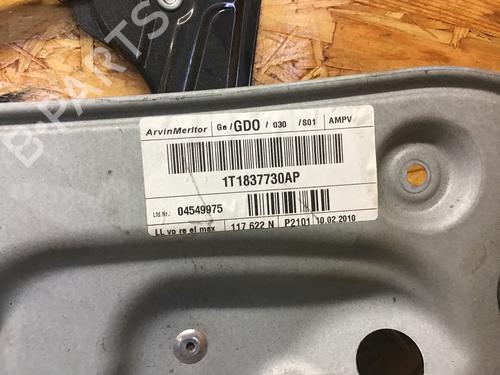 B-PARTS
ArvinMeritor Ge / GDO / 030 / S01 AMPV
1T1837730AP
Lfd.Nr.: 04549975
LL vo re el max 117 622 N P2101 10.02.2010